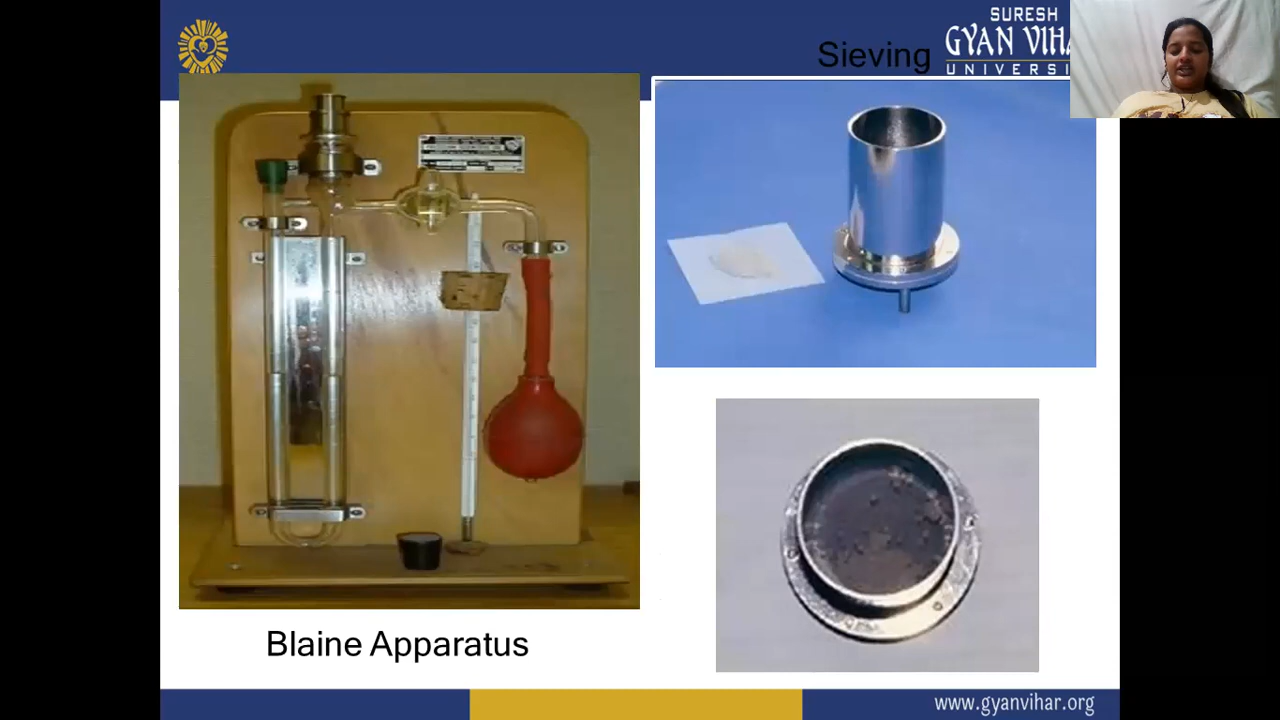 Sieving
SURESH
GYAN VIHA
UNIVERSI
Blaine Apparatus
www.gyanvihar.org